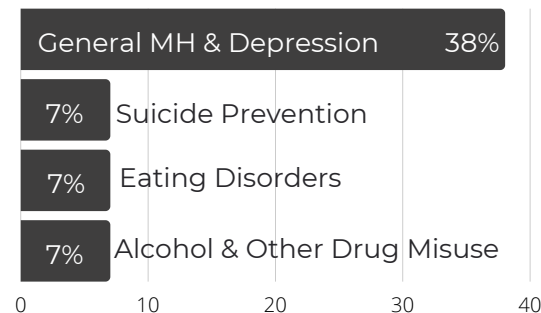 General MH & Depression 38%
7% Suicide Prevention
7% Eating Disorders
7% Alcohol & Other Drug Misuse
0 10 20 30 40